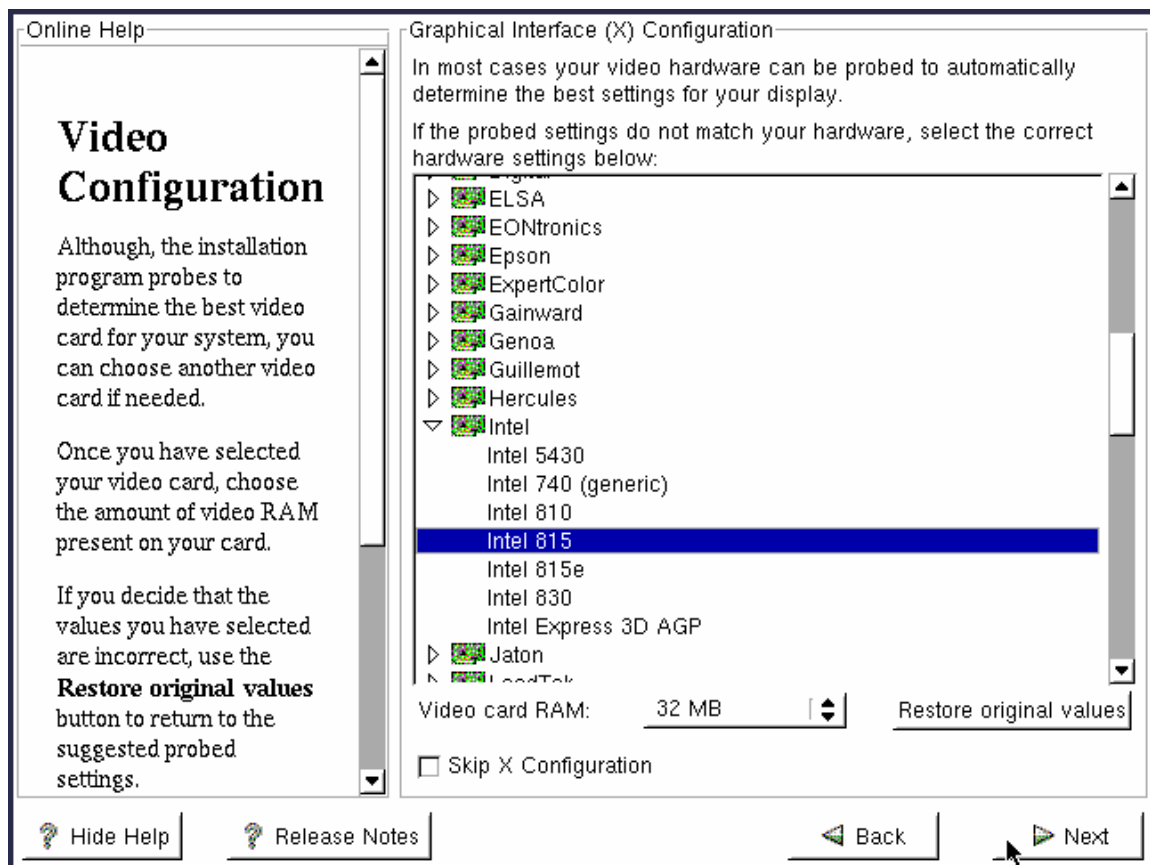 Online Help
Video
Configuration
Although, the installation
program probes to
determine the best video
card for your system, you
can choose another video
card if needed.
Once you have selected
your video card, choose
the amount of video RAM
present on your card.
If you decide that the
values you have selected
are incorrect, use the
Restore original values
button to return to the
suggested probed
settings.
Graphical Interface (X) Configuration
In most cases your video hardware can be probed to automatically
determine the best settings for your display.
If the probed settings do not match your hardware, select the correct
hardware settings below:
ELSA
EONtronics
Epson
ExpertColor
Gainward
Genoa
Guillemot
Hercules
Intel
Intel 5430
Intel 740 (generic)
Intel 810
Intel 815
Intel 815e
Intel 830
Intel Express 3D AGP
Jaton
Video card RAM: 32 MB Restore original values
Skip X Configuration
Hide Help Release Notes Back Next